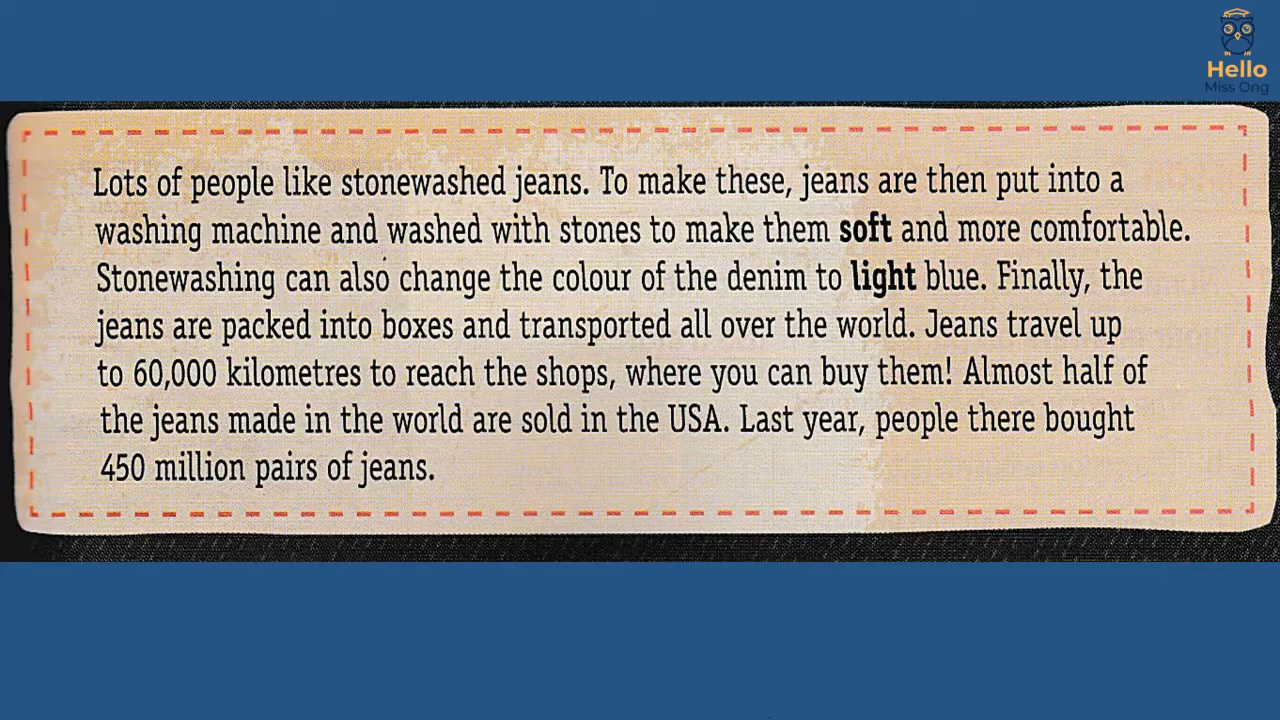 Hello
Miss Ong
Lots of people like stonewashed jeans. To make these, jeans are then put into a
washing machine and washed with stones to make them soft and more comfortable.
Stonewashing can also change the colour of the denim to light blue. Finally, the
jeans are packed into boxes and transported all over the world. Jeans travel up
to 60,000 kilometres to reach the shops, where you can buy them! Almost half of
the jeans made in the world are sold in the USA. Last year, people there bought
450 million pairs of jeans.